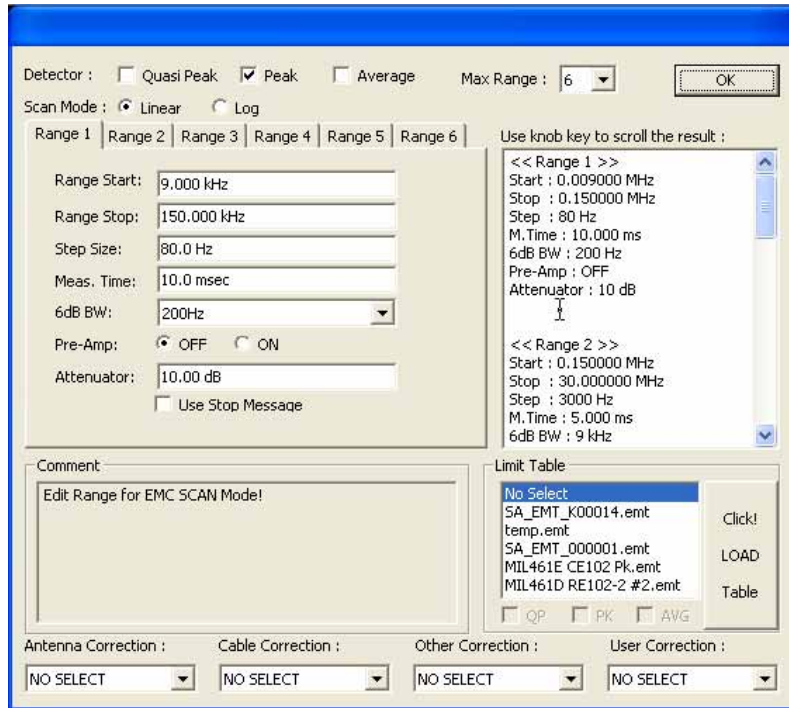 Detector : Quasi Peak Peak Average Max Range : 6 OK
Scan Mode : Linear Log
Range 1 Range 2 Range 3 Range 4 Range 5 Range 6
Range Start: 9.000 kHz
Range Stop: 150.000 kHz
Step Size: 80.0 Hz
Meas. Time: 10.0 msec
6dB BW: 200Hz
Pre-Amp: OFF ON
Attenuator: 10.00 dB
Use Stop Message
Use knob key to scroll the result :
<< Range 1 >>
Start : 0.009000 MHz
Stop : 0.150000 MHz
Step : 80 Hz
M.Time : 10.000 ms
6dB BW : 200 Hz
Pre-Amp : OFF
Attenuator : 10 dB
<< Range 2 >>
Start : 0.150000 MHz
Stop : 30.000000 MHz
Step : 3000 Hz
M.Time : 5.000 ms
6dB BW : 9 kHz
Comment
Edit Range for EMC SCAN Mode!
Limit Table
No Select
SA_EMT_K00014.emt
temp.emt
SA_EMT_000001.emt
MIL461E CE102 Pk.emt
MIL461D RE102-2 #2.emt
QP PK AVG
Click!
LOAD
Table
Antenna Correction : Cable Correction : Other Correction : User Correction :
NO SELECT NO SELECT NO SELECT NO SELECT